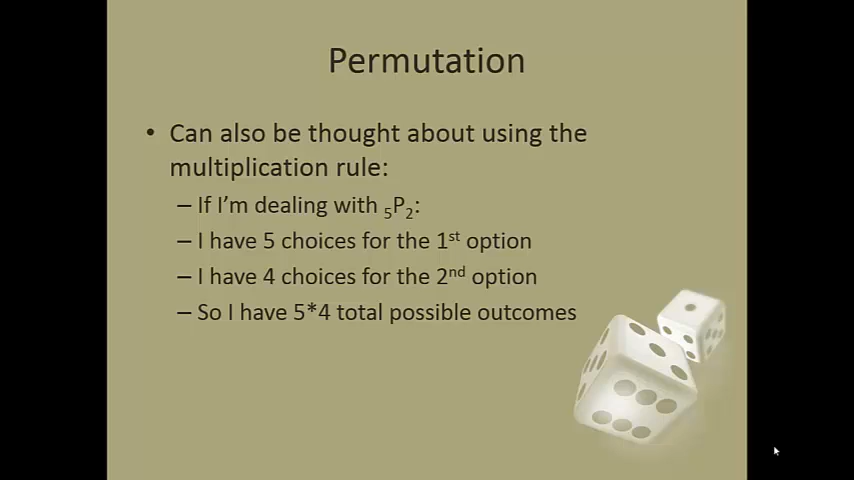 Permutation
• Can also be thought about using the
multiplication rule:
– If I’m dealing with ₅P₂:
– I have 5 choices for the 1ˢᵗ option
– I have 4 choices for the 2ⁿᵈ option
– So I have 5*4 total possible outcomes